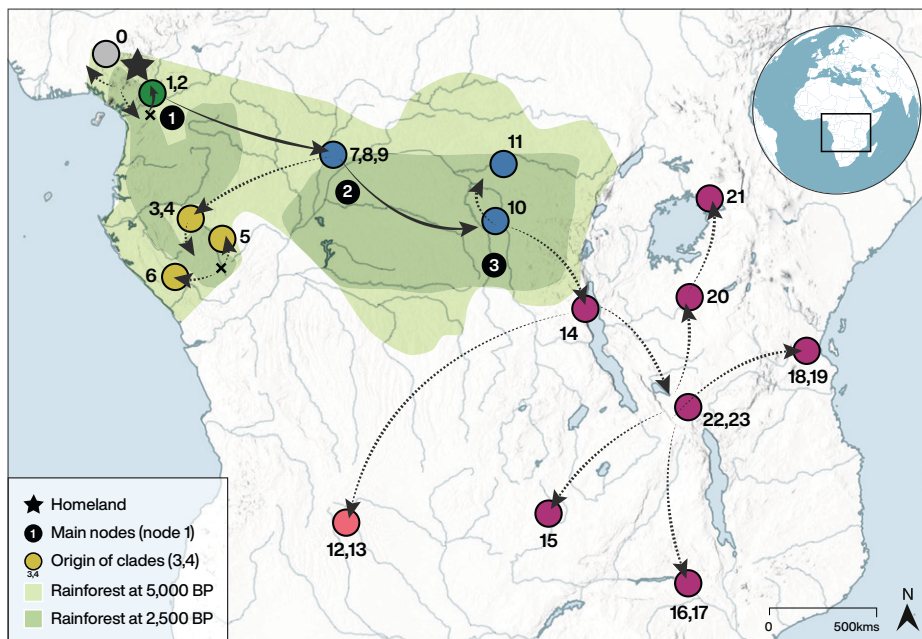 0
1,2
1
11
7,8,9
2
21
3,4
10
5
3
6
20
14
18,19
22,23
12,13
15
16,17
Homeland
1 Main nodes (node 1)
Origin of clades (3,4)
3,4
Rainforest at 5,000 BP
Rainforest at 2,500 BP
N
0 500kms